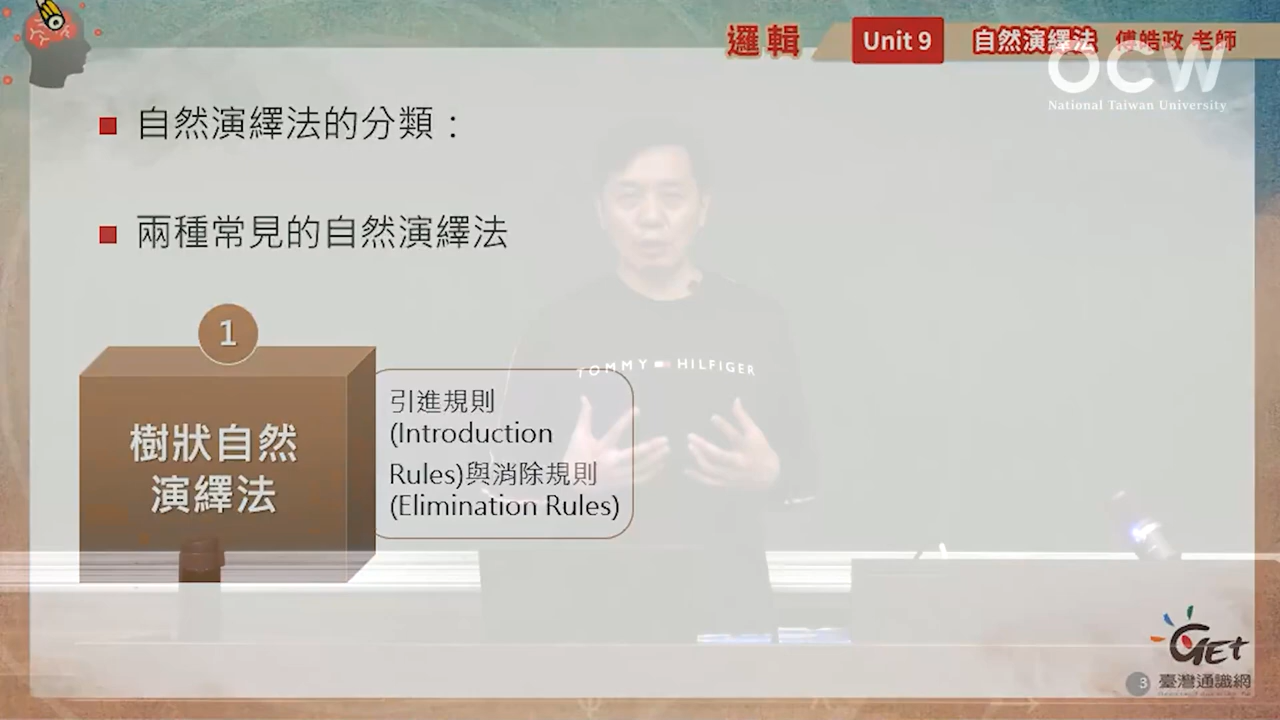 邏輯
Unit 9
自然演繹法 傅皓政 老師
OCW
National Taiwan University
自然演繹法的分類：
兩種常見的自然演繹法
1
樹狀自然
演繹法
引進規則
(Introduction
Rules)與消除規則
(Elimination Rules)
TOMMY HILFIGER
GET
3 臺灣通識網